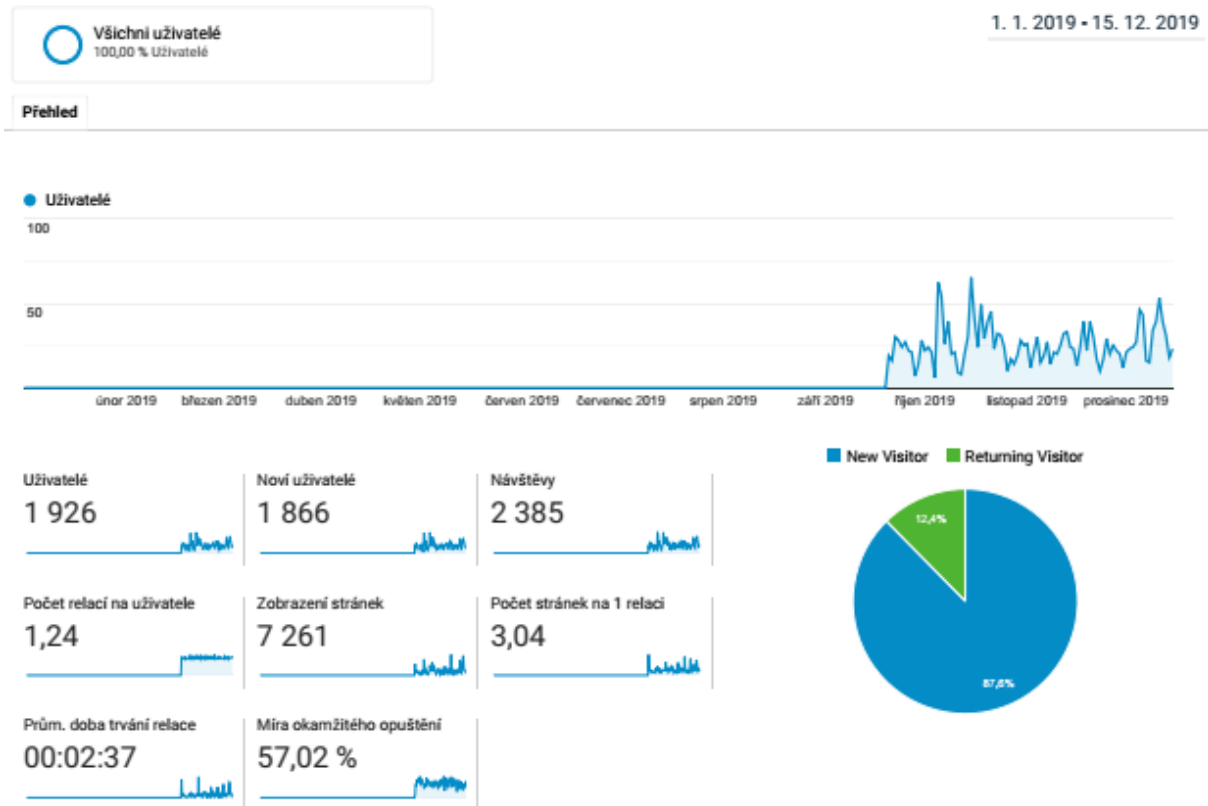 Všichni uživatelé
100,00 % Uživatelé
1. 1. 2019 - 15. 12. 2019
Přehled
Uživatelé
100
50
únor 2019 březen 2019 duben 2019 květen 2019 červen 2019 červenec 2019 srpen 2019 září 2019 říjen 2019 listopad 2019 prosinec 2019
New Visitor Returning Visitor
Uživatelé Noví uživatelé Návštěvy
1 926 1 866 2 385
Počet relací na uživatele Zobrazení stránek Počet stránek na 1 relaci
1,24 7 261 3,04
Prům. doba trvání relace Míra okamžitého opuštění
00:02:37 57,02 %
12,4%
87,6%